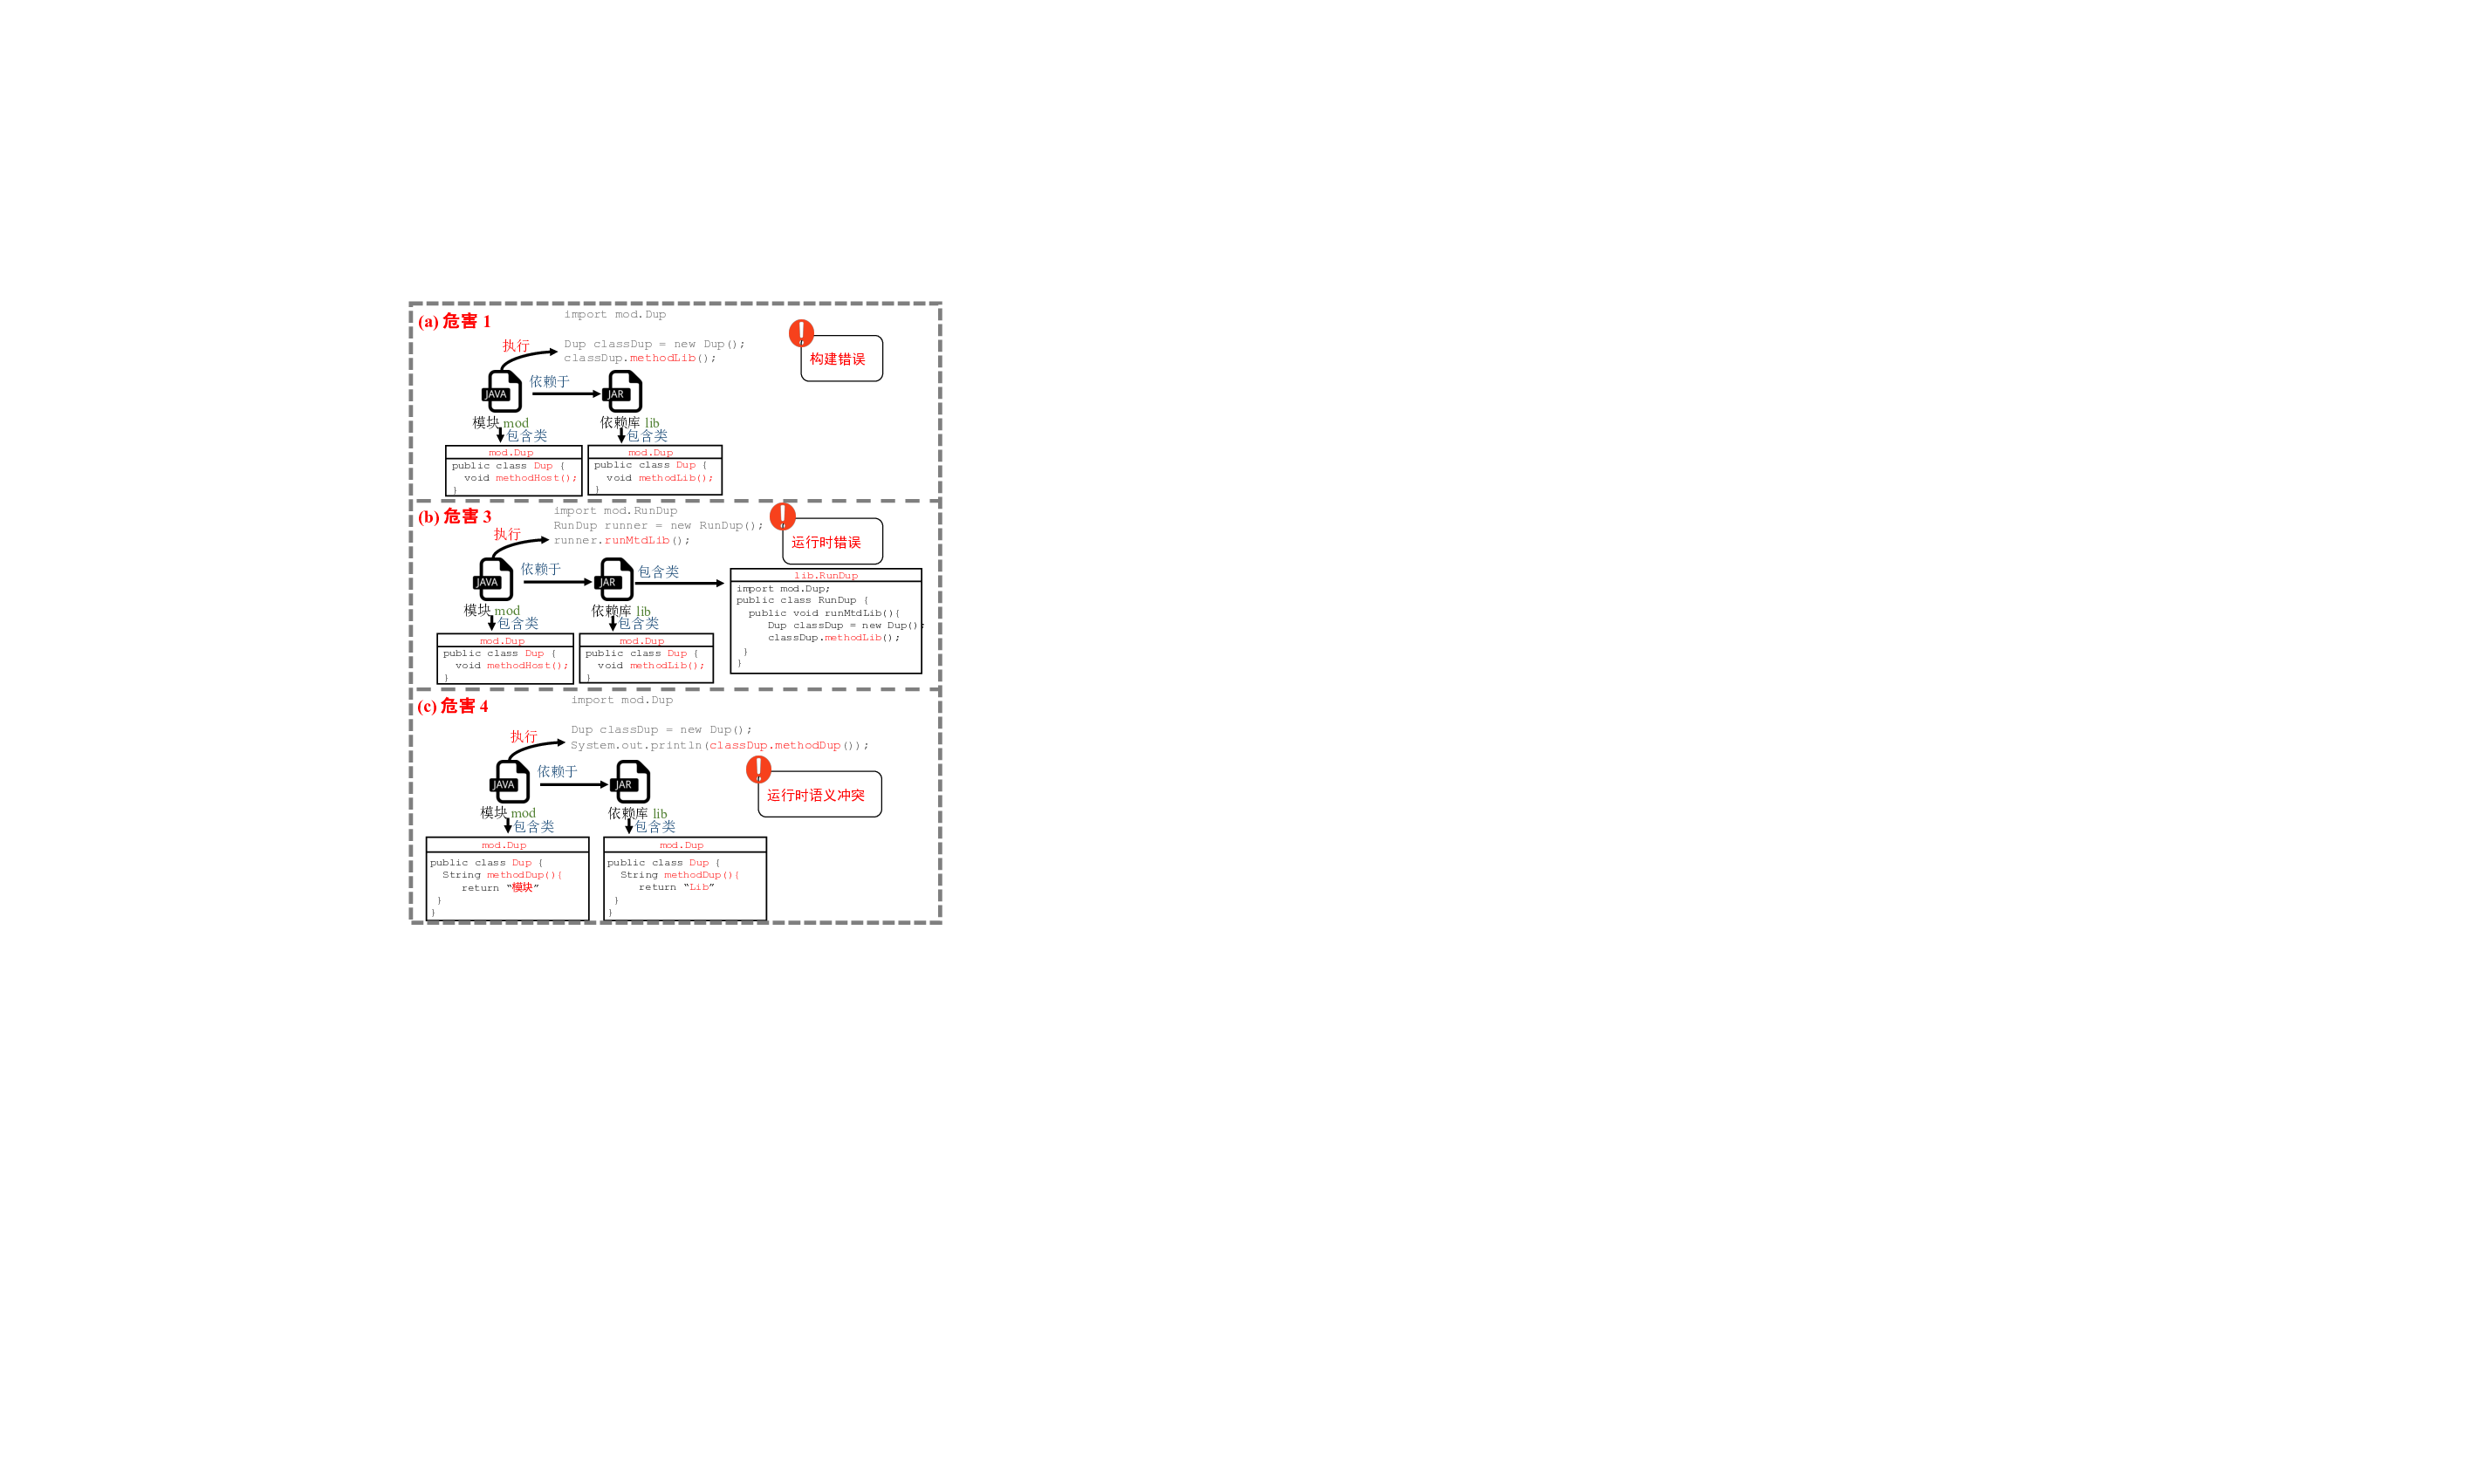 (a) 危害 1
import mod.Dup
Dup classDup = new Dup();
classDup.methodLib();
执行
构建错误
依赖于
JAVA
JAR
模块 mod
依赖库 lib
包含类
包含类
mod.Dup
public class Dup {
void methodHost();
}
mod.Dup
public class Dup {
void methodLib();
}
(b) 危害 3
import mod.RunDup
RunDup runner = new RunDup();
runner.runMtdLib();
执行
运行时错误
依赖于
包含类
JAVA
JAR
模块 mod
依赖库 lib
包含类
包含类
mod.Dup
public class Dup {
void methodHost();
}
mod.Dup
public class Dup {
void methodLib();
}
lib.RunDup
import mod.Dup;
public class RunDup {
public void runMtdLib(){
Dup classDup = new Dup();
classDup.methodLib();
}
}
(c) 危害 4
import mod.Dup
Dup classDup = new Dup();
System.out.println(classDup.methodDup());
执行
依赖于
运行时语义冲突
JAVA
JAR
模块 mod
依赖库 lib
包含类
包含类
mod.Dup
public class Dup {
String methodDup(){
return “模块”
}
}
mod.Dup
public class Dup {
String methodDup(){
return “Lib”
}
}